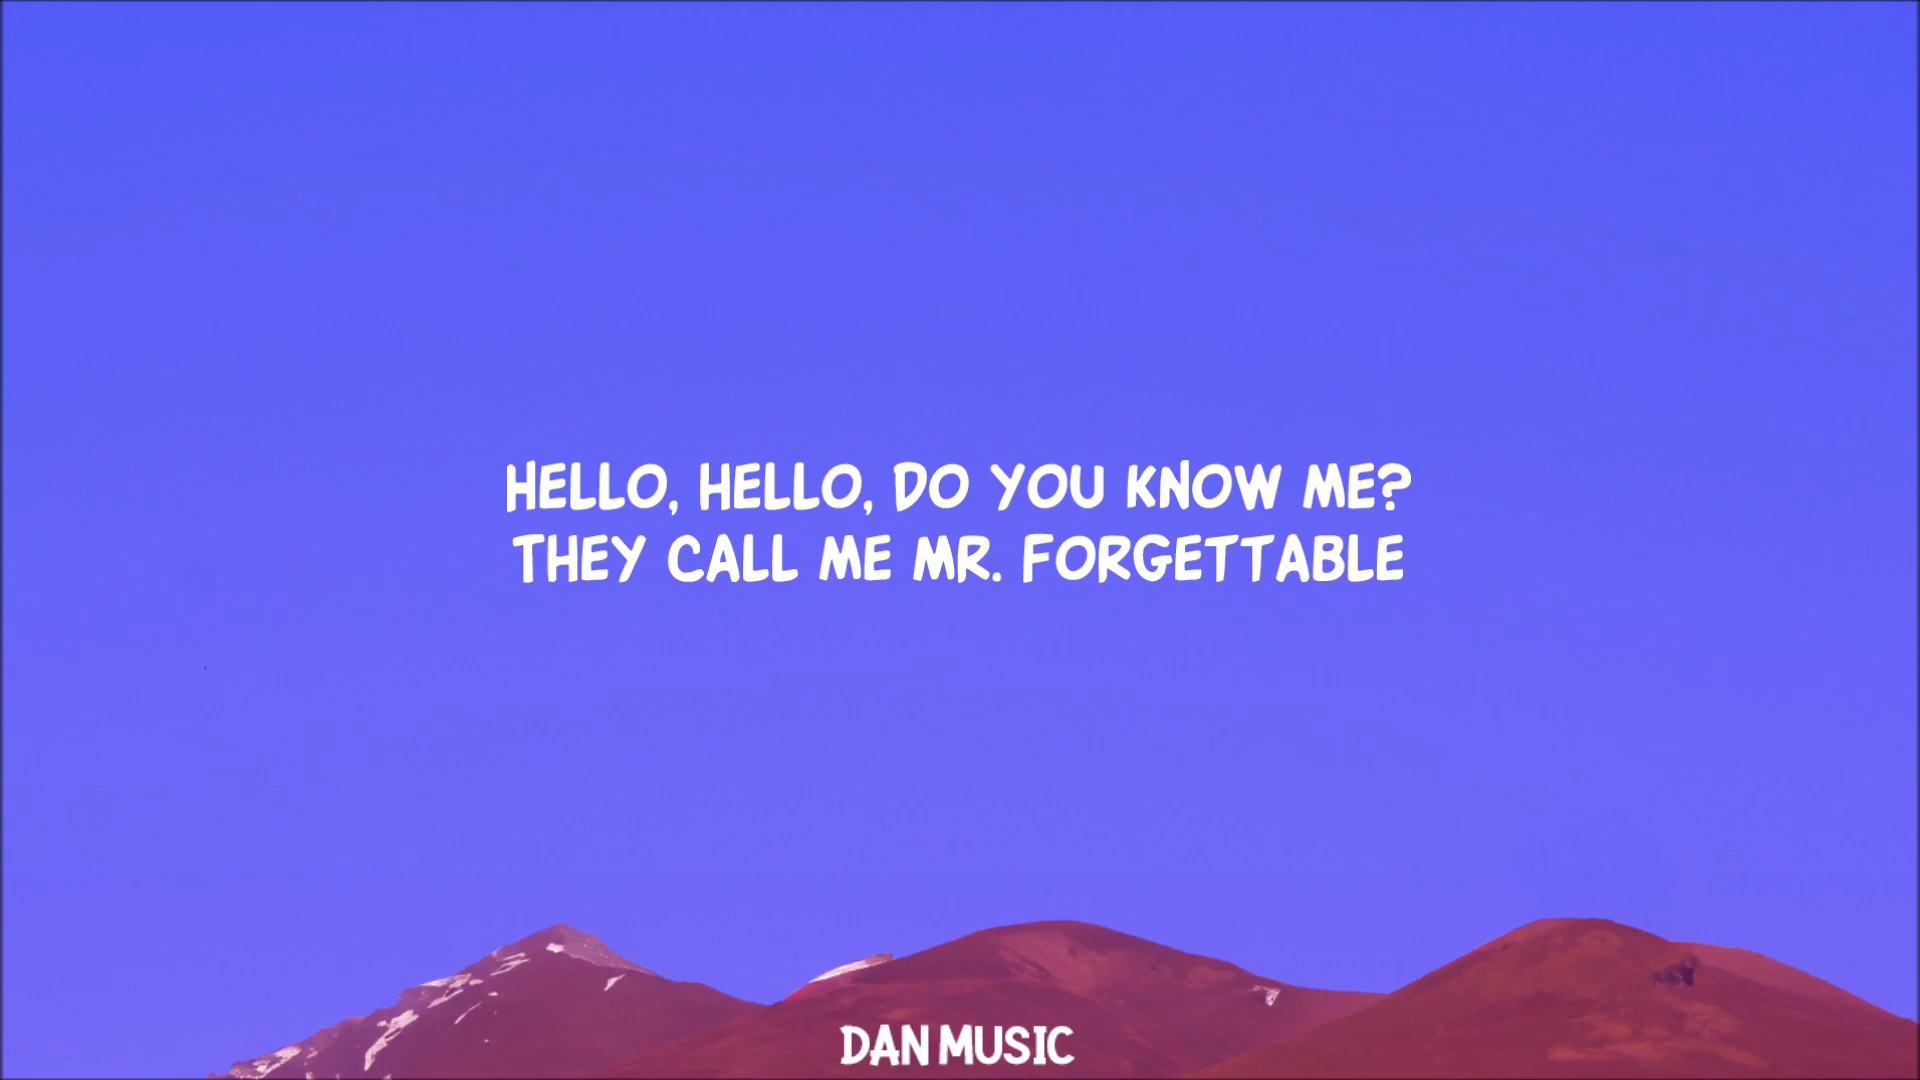 HELLO, HELLO, DO YOU KNOW ME?
THEY CALL ME MR. FORGETTABLE
DAN MUSIC